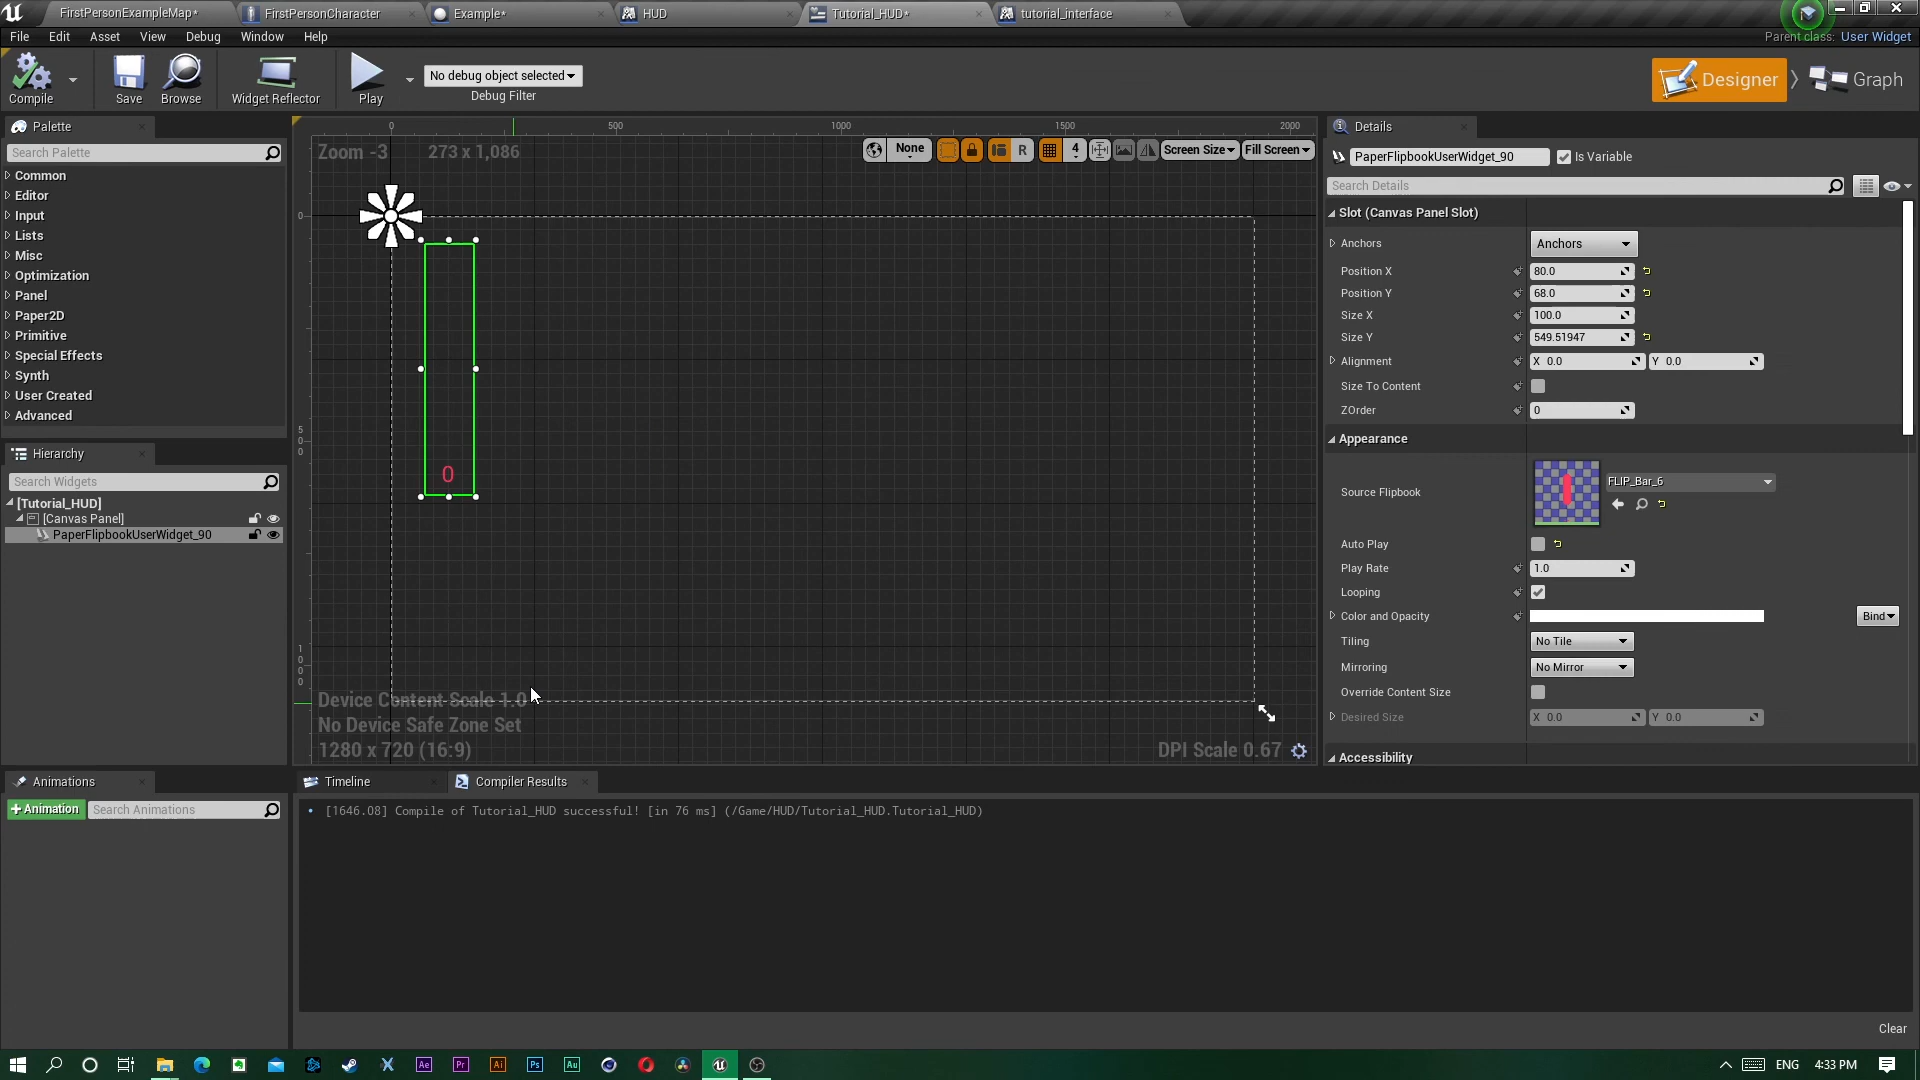 FirstPersonExampleMap*
FirstPersonCharacter
Example*
HUD
Tutorial_HUD*
tutorial_interface
File Edit Asset View Debug Window Help
Parent class: User Widget
Compile
Save
Browse
Widget Reflector
Play
No debug object selected
Debug Filter
Designer
Graph
Palette
Search Palette
Common
Editor
Input
Lists
Misc
Optimization
Panel
Paper2D
Primitive
Special Effects
Synth
User Created
Advanced
Hierarchy
Search Widgets
[Tutorial_HUD]
[Canvas Panel]
PaperFlipbookUserWidget_90
Animations
+Animation
Search Animations
0 500 1000 1500 2000
Zoom -3
273 x 1,086
None
R
4
Screen Size
Fill Screen
0
500
1000
0
Device Content Scale 1.0
No Device Safe Zone Set
1280 x 720 (16:9)
DPI Scale 0.67
Details
PaperFlipbookUserWidget_90
Is Variable
Search Details
Slot (Canvas Panel Slot)
Anchors Anchors
Position X 80.0
Position Y 68.0
Size X 100.0
Size Y 549.51947
Alignment X 0.0 Y 0.0
Size To Content
ZOrder 0
Appearance
Source Flipbook FLIP_Bar_6
Auto Play
Play Rate 1.0
Looping
Color and Opacity Bind
Tiling No Tile
Mirroring No Mirror
Override Content Size
Desired Size X 0.0 Y 0.0
Accessibility
Timeline
Compiler Results
[1646.08] Compile of Tutorial_HUD successful! [in 76 ms] (/Game/HUD/Tutorial_HUD.Tutorial_HUD)
Clear
Ae
Pr
Ai
Ps
Au
ENG
4:33 PM